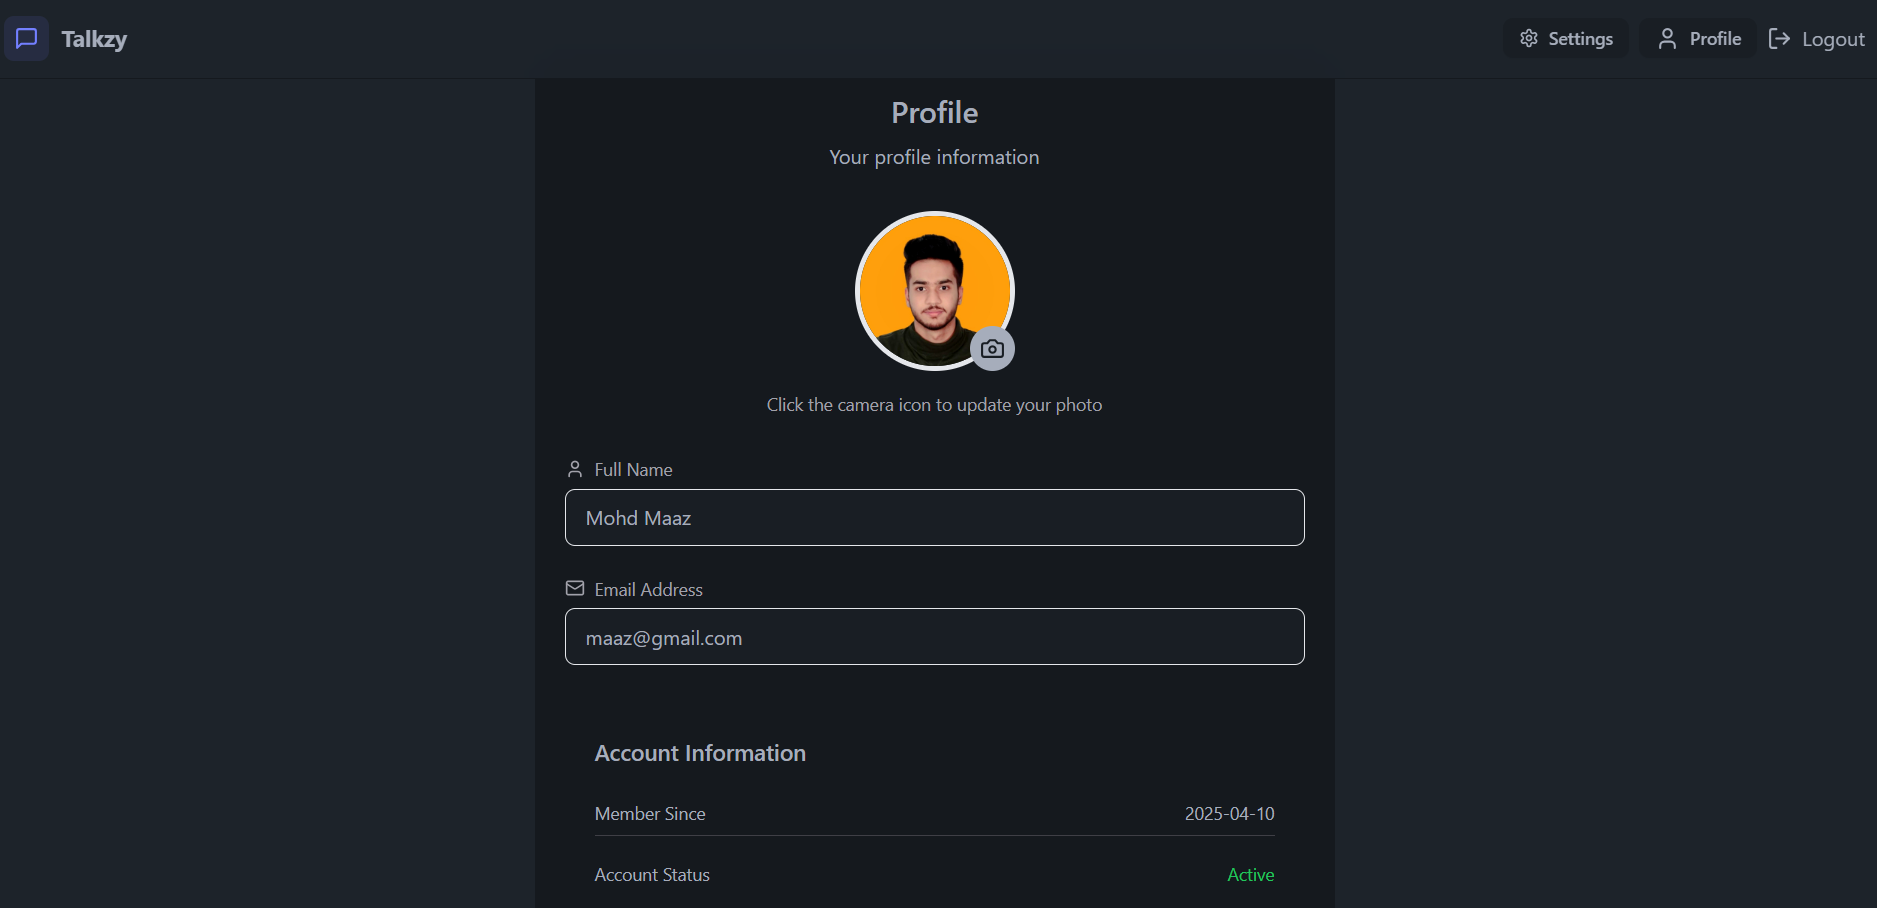 Talkzy
Settings
Profile
Logout
Profile
Your profile information
Click the camera icon to update your photo
Full Name
Mohd Maaz
Email Address
maaz@gmail.com
Account Information
Member Since 2025-04-10
Account Status Active